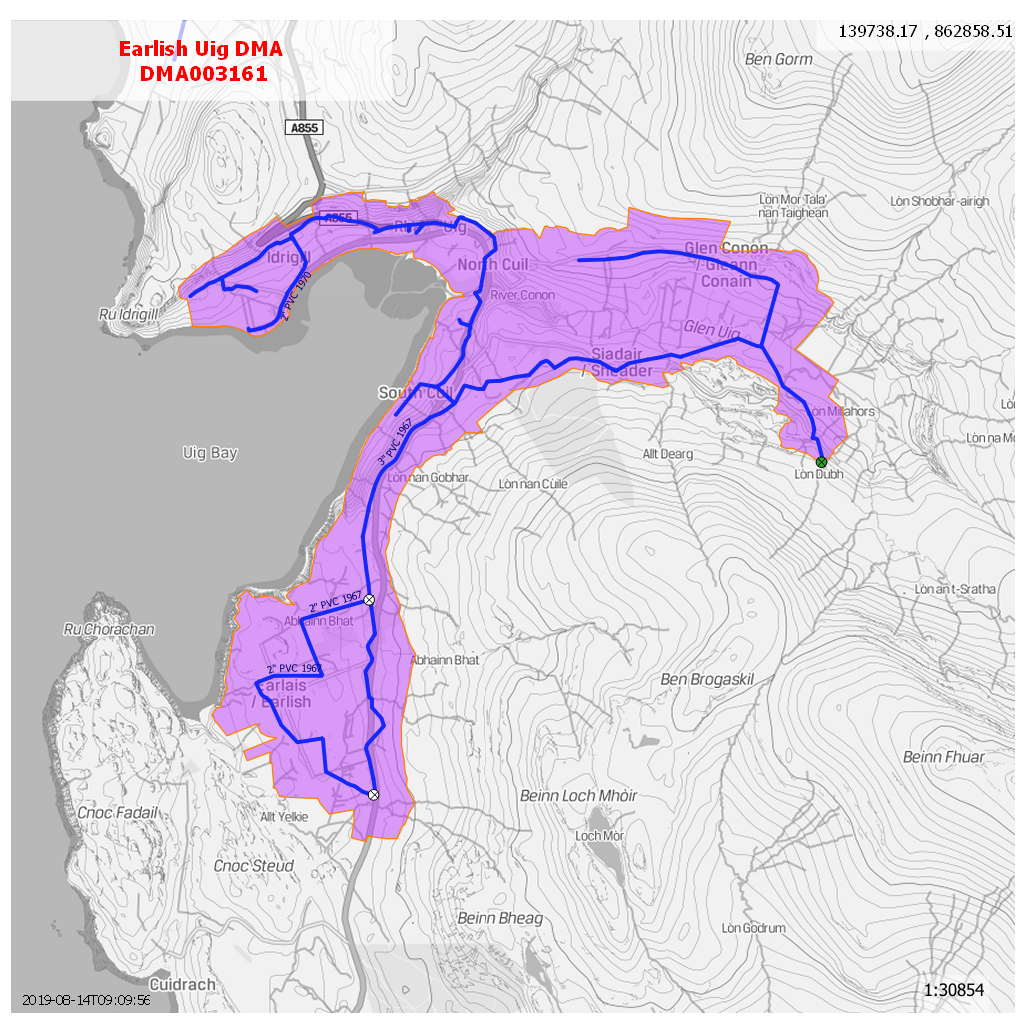 139738.17 , 862858.51
Earlish Uig DMA
DMA003161
Ben Gorm
A855
Lòn Mor Tala'
nan Taighean
Lòn Shobhar-airigh
A855
Idrigill
North Cuil
Glen Conon
/ Gleann
Conain
River Conon
2" PVC 1970
Ru Idrigill
Glen Uig
Siadair
/ Sheader
South Cuil
Lòn na
3" PVC 1967
Uig Bay
Allt Dearg
Lòn nan Gobhar
Lòn nan Cùile
Lòn Dubh
Lòn an t-Sratha
2" PVC 1967
Abhainn Bhat
Ru Chorachan
Abhainn Bhat
2" PVC 1967
Earlais
/ Earlish
Ben Brogaskil
Beinn Fhuar
Beinn Loch Mhòir
Cnoc Fadail
Allt Yelkie
Loch Mòr
Cnoc Steud
Beinn Bheag
Lòn Godrum
Cuidrach
2019-08-14T09:09:56
1:30854